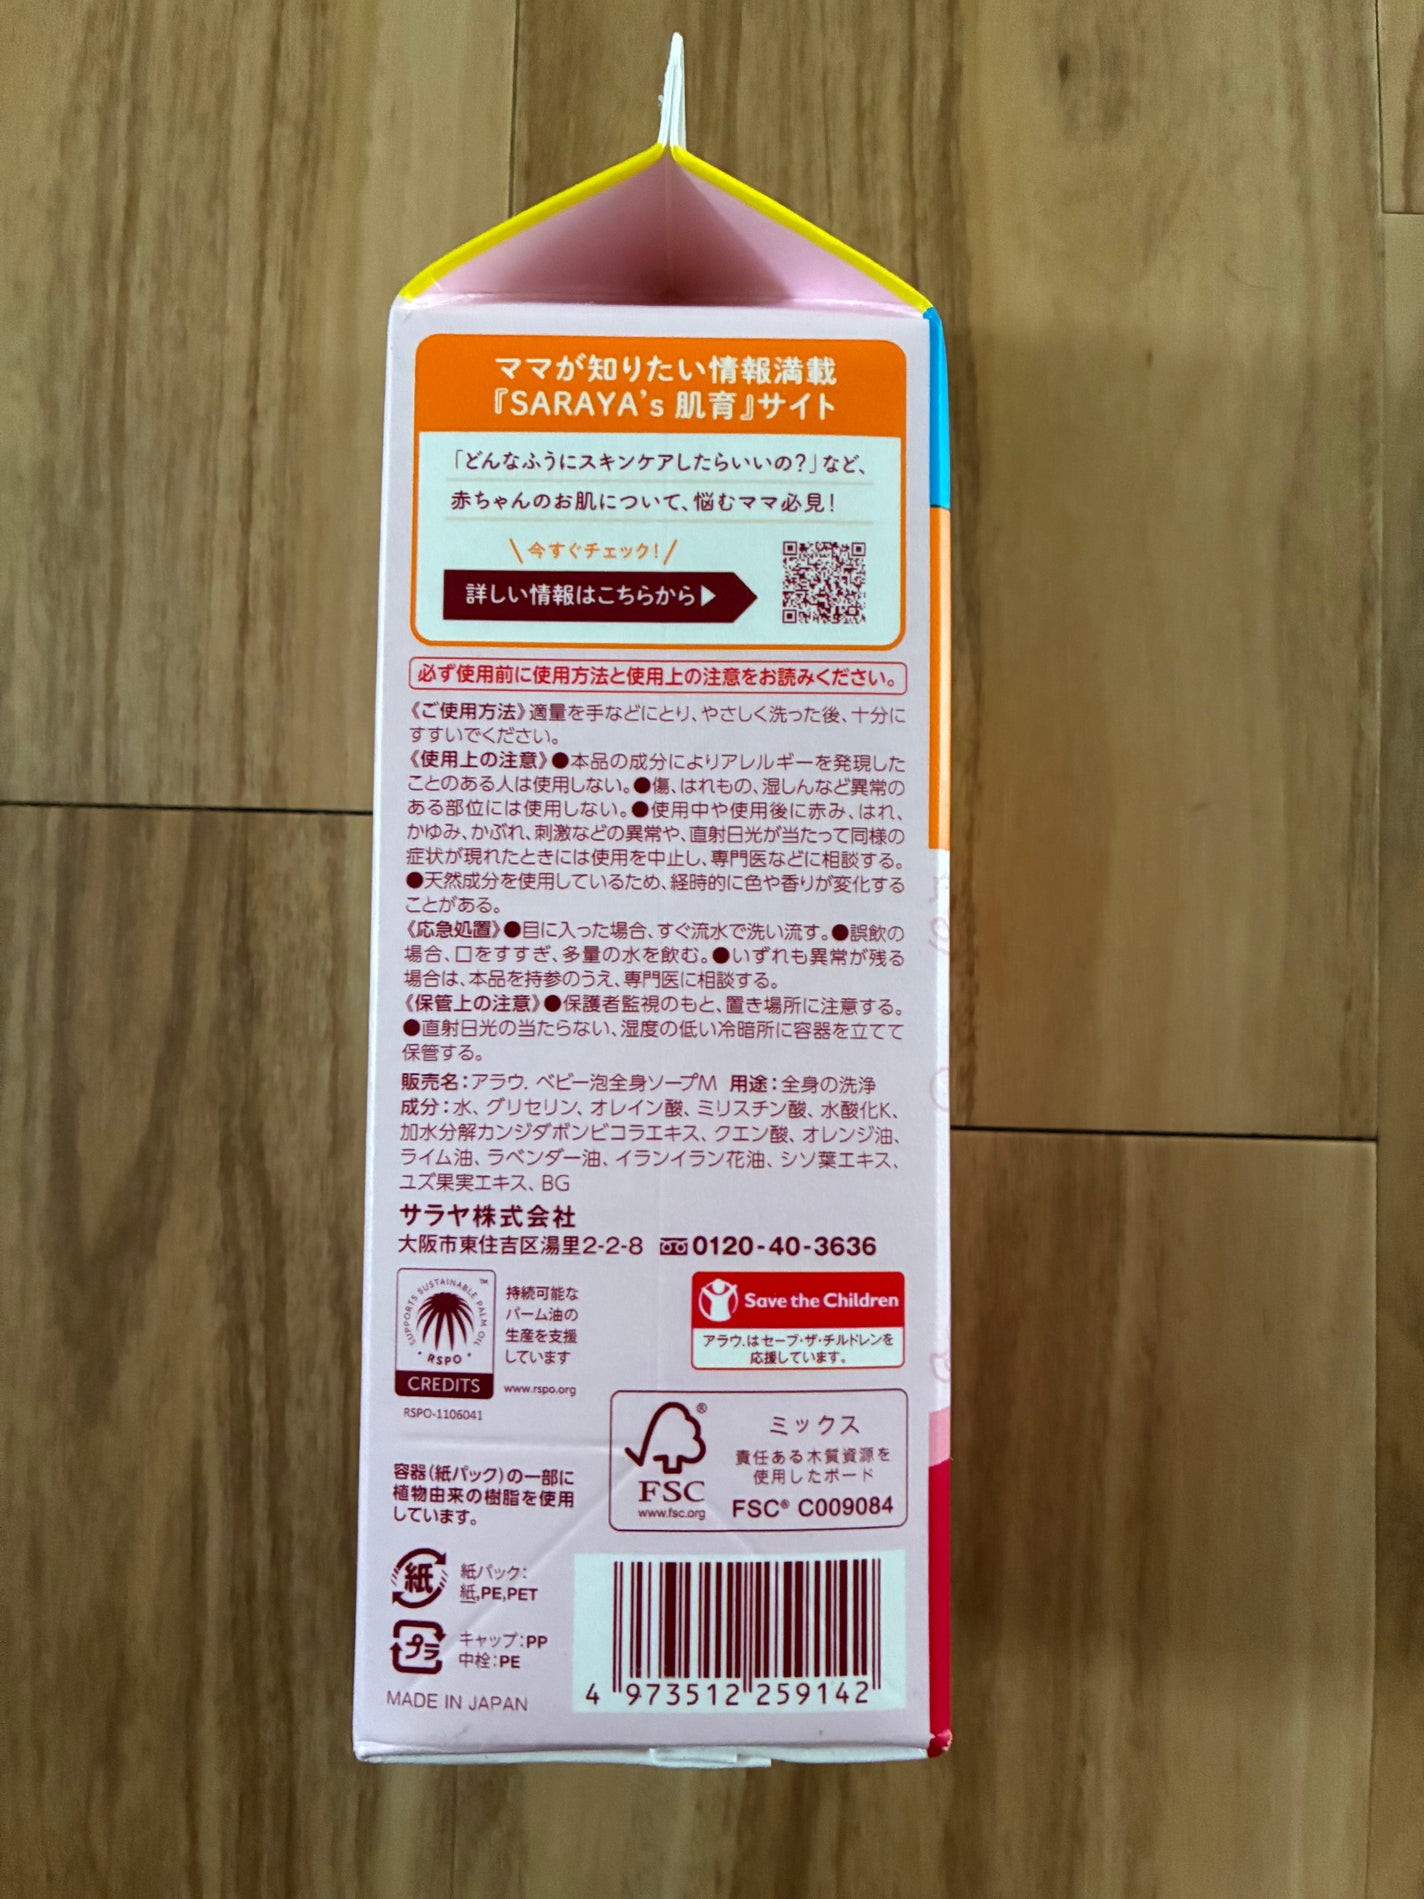 ママが知りたい情報満載
『SARAYA's 肌育』サイト
「どんなふうにスキンケアしたらいいの？」など、
赤ちゃんのお肌について、悩むママ必見！
今すぐチェック！
詳しい情報はこちらから▶
必ず使用前に使用方法と使用上の注意をお読みください。
《ご使用方法》適量を手などにとり、やさしく洗った後、十分に
すすいでください。
《使用上の注意》●本品の成分によりアレルギーを発現した
ことのある人は使用しない。●傷、はれもの、湿しんなど異常の
ある部位には使用しない。●使用中や使用後に赤み、はれ、
かゆみ、かぶれ、刺激などの異常や、直射日光が当たって同様の
症状が現れたときには使用を中止し、専門医などに相談する。
●天然成分を使用しているため、経時的に色や香りが変化する
ことがある。
《応急処置》●目に入った場合、すぐ流水で洗い流す。●誤飲の
場合、口をすすぎ、多量の水を飲む。●いずれも異常が残る
場合は、本品を持参のうえ、専門医に相談する。
《保管上の注意》●保護者監視のもと、置き場所に注意する。
●直射日光の当たらない、湿度の低い冷暗所に容器を立てて
保管する。
販売名：アラウ. ベビー泡全身ソープM 用途：全身の洗浄
成分：水、グリセリン、オレイン酸、ミリスチン酸、水酸化K、
加水分解カンジダボンビコラエキス、クエン酸、オレンジ油、
ライム油、ラベンダー油、イランイラン花油、シソ葉エキス、
ユズ果実エキス、BG
サラヤ株式会社
大阪市東住吉区湯里2-2-8 0120-40-3636
SUPPORTS SUSTAINABLE PALM OIL™
RSPO
CREDITS
RSPO-1106041
持続可能な
パーム油の
生産を支援
しています
www.rspo.org
Save the Children
アラウ.はセーブ・ザ・チルドレンを
応援しています。
FSC®
www.fsc.org
ミックス
責任ある木質資源を
使用したボード
FSC® C009084
容器（紙パック）の一部に
植物由来の樹脂を使用
しています。
紙
紙パック：
紙,PE,PET
プラ
キャップ：PP
中栓：PE
MADE IN JAPAN
4 973512 259142